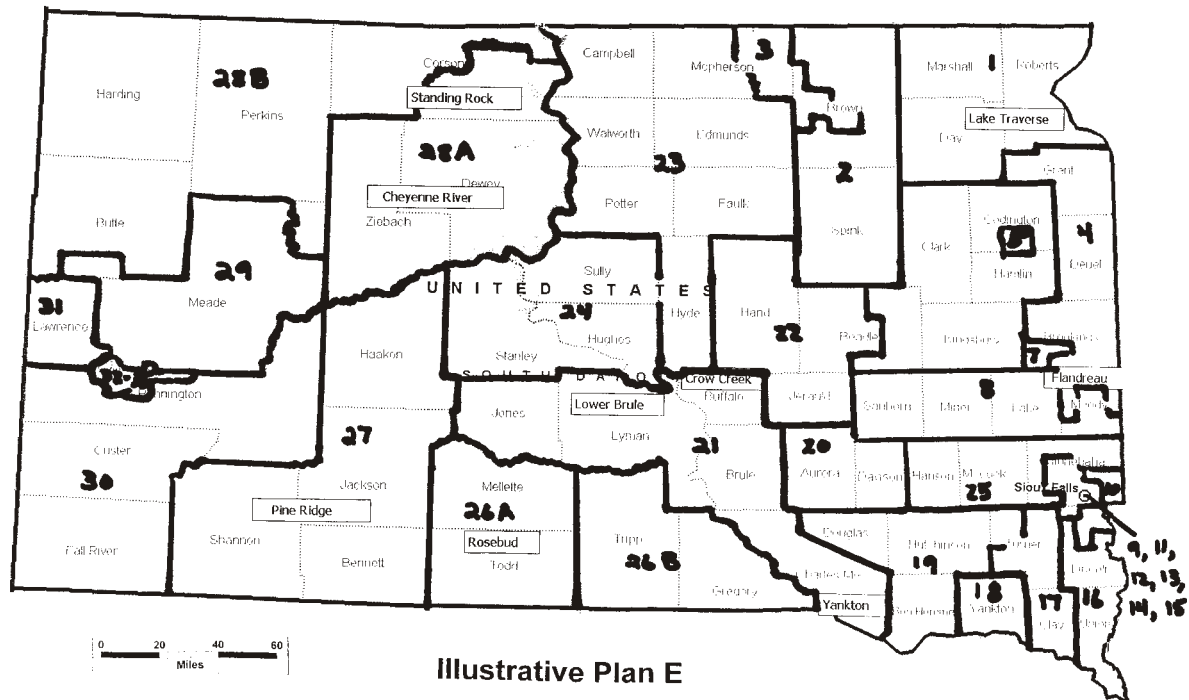 3
Campbell
28B
Corson
Mcpherson
Marshall
1
Roberts
Harding
Standing Rock
Perkins
Brown
Lake Traverse
Walworth
Edmunds
Day
28A
23
Grant
2
Dewey
Cheyenne River
Potter
Faulk
Codington
4
Butte
Ziobach
Spink
Clark
5
Deuel
29
Sully
Hamlin
UNITED STATES
31
Meade
24
Hyde
Hand
Lawrence
Hughes
22
Beadle
Kingsbury
Haakon
Stanley
7
SOUTH DAKO
Crow Creek
Flandreau
Pennington
Lower Brule
Buffalo
Jerauld
Sanborn
Miner
8
Lake
Moody
Jones
27
Lyman
21
20
Custer
Brule
Aurora
Hanson
Minnehaha
30
Jackson
Mellette
25
Sioux Falls
10
26A
Pine Ridge
Rosebud
Tripp
Douglas
Hutchinson
Turner
Shannon
9, 11,
Fall River
Bennett
Todd
26B
19
Lincoln
12, 13,
Charles Mix
18
17
16
14, 15
Gregory
Yankton
Bon Homme
Yankton
Clay
Union
0 20 40 60
Miles
Illustrative Plan E